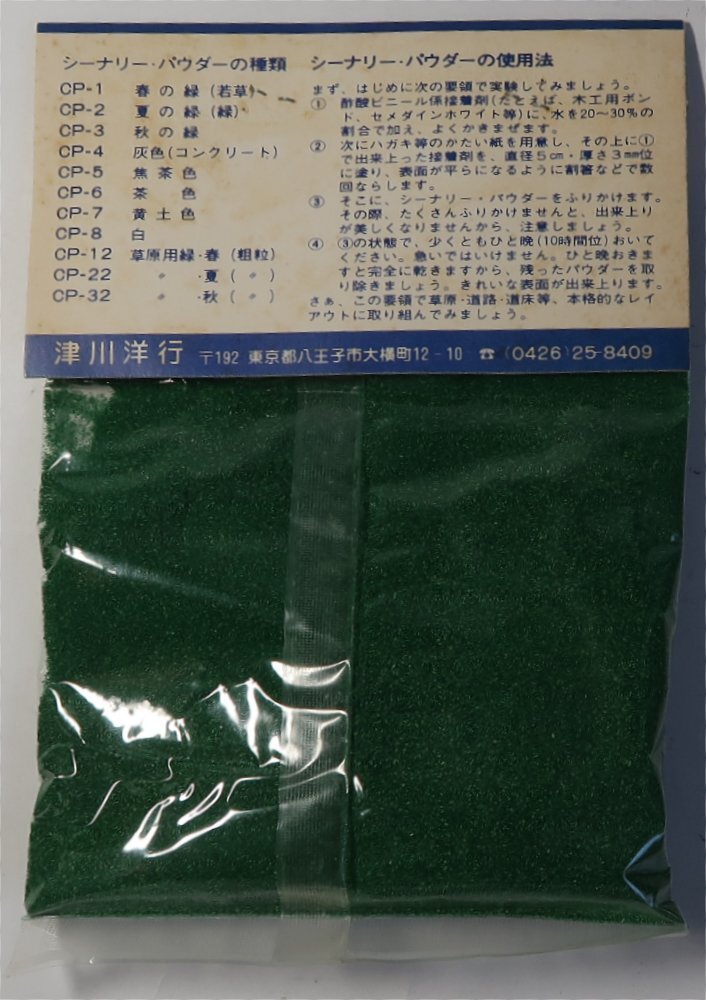 シーナリー・パウダーの種類
CP-1 春の緑(若草)
CP-2 夏の緑(緑)
CP-3 秋の緑
CP-4 灰色(コンクリート)
CP-5 焦茶色
CP-6 茶色
CP-7 黄土色
CP-8 白
CP-12 草原用緑・春(粗粒)
CP-22 〃・夏(〃)
CP-32 〃・秋(〃)
シーナリー・パウダーの使用法
まず、はじめに次の要領で実験してみましょう。
① 酢酸ビニール係接着剤(たとえば、木工用ボン
ド、セメダインホワイト等)に、水を20~30%の
割合で加え、よくかきまぜます。
② 次にハガキ等のかたい紙を用意し、その上に①
で出来上った接着剤を、直径5cm・厚さ3mm位
に塗り、表面が平らになるように割箸などで数
回ならします。
③ そこに、シーナリー・パウダーをふりかけます。
その際、たくさんふりかけませんと、出来上り
が美しくなりませんから、注意しましょう。
④ ③の状態で、少くともひと晩(10時間位)おいて
ください。急いではいけません。ひと晩おきま
すと完全に乾きますから、残ったパウダーを取
り除きましょう。きれいな表面が出来上ります。
さぁ、この要領で草原・道路・道床等、本格的なレイ
アウトに取り組んでみましょう。
津川洋行 〒192 東京都八王子市大横町12-10 ☎(0426)25-8409